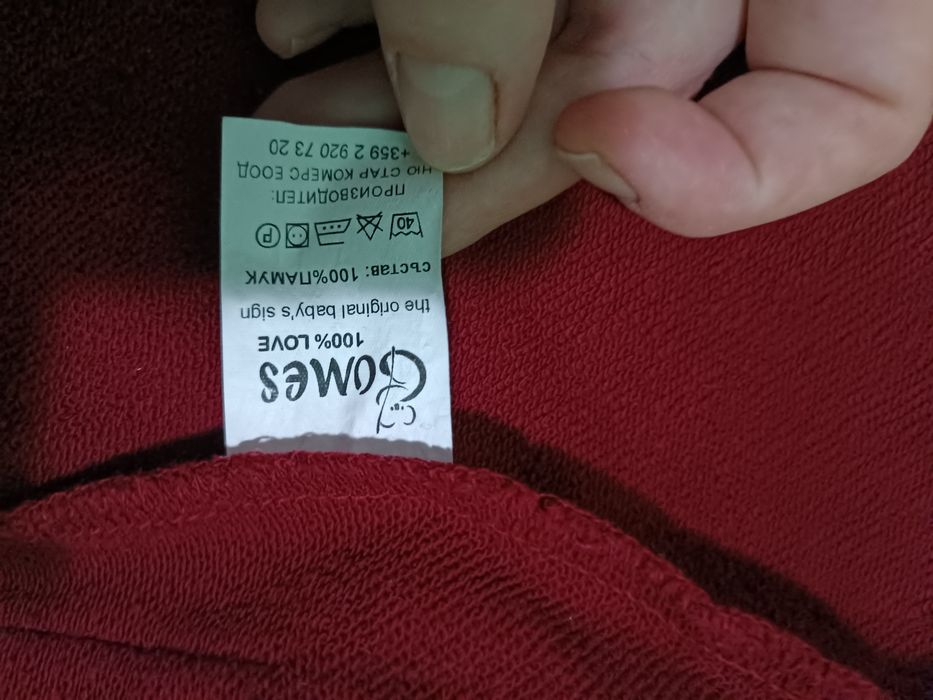 Bomes
100% LOVE
the original baby's sign
състав: 100%ПАМУК
40 P
ПРОИЗВОДИТЕЛ:
НЮ СТАР КОМЕРС ЕООД
+359 2 920 73 20